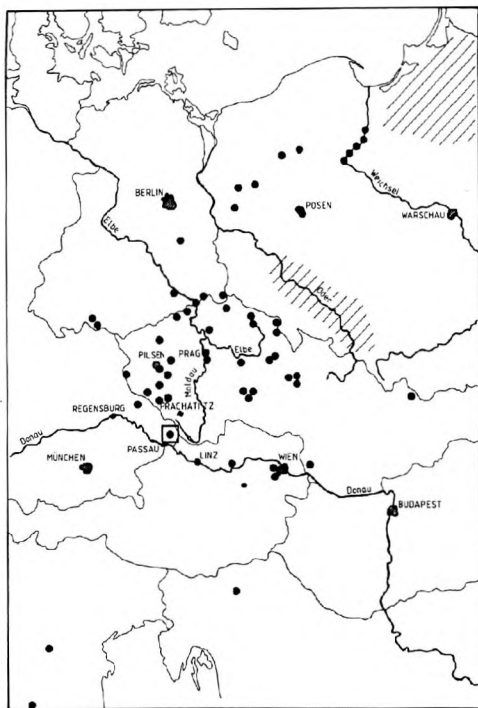 BERLIN
Elbe
POSEN
Weichsel
WARSCHAU
Oder
PILSEN
PRAG
Elbe
Moldau
PRACHATITZ
REGENSBURG
Donau
PASSAU
LINZ
WIEN
MÜNCHEN
Donau
BUDAPEST